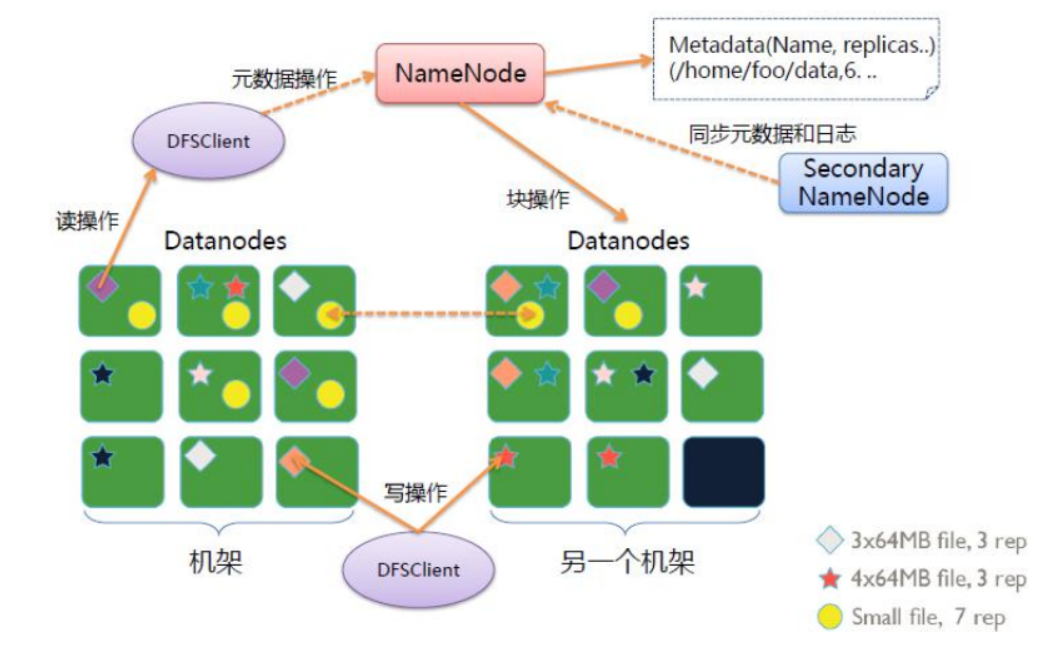 Metadata(Name, replicas..)
(/home/foo/data,6. ..
NameNode
元数据操作
DFSClient
同步元数据和日志
Secondary
NameNode
读操作
块操作
Datanodes
Datanodes
写操作
机架
DFSClient
另一个机架
3x64MB file, 3 rep
4x64MB file, 3 rep
Small file, 7 rep